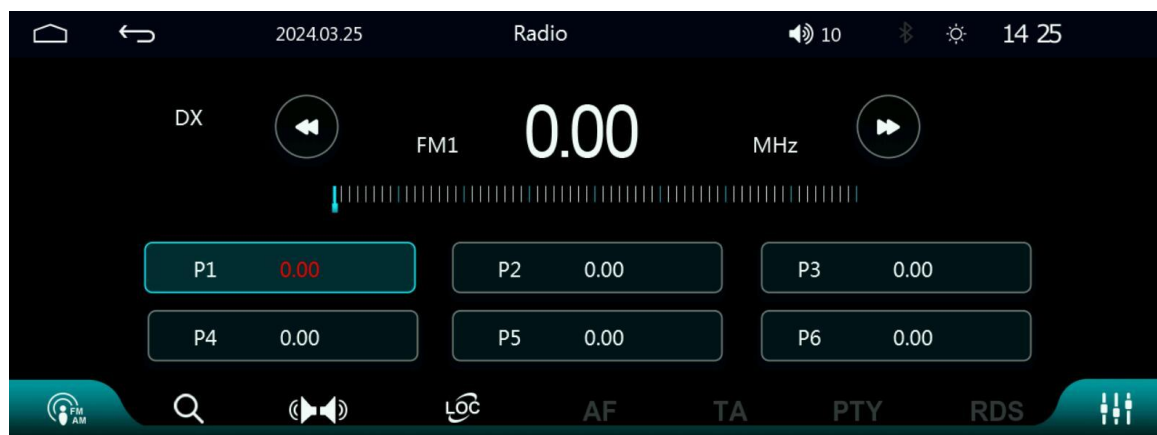 2024.03.25 Radio 10 14 25
DX
FM1 0.00 MHz
P1 0.00 P2 0.00 P3 0.00
P4 0.00 P5 0.00 P6 0.00
FM
AM
LOC AF TA PTY RDS